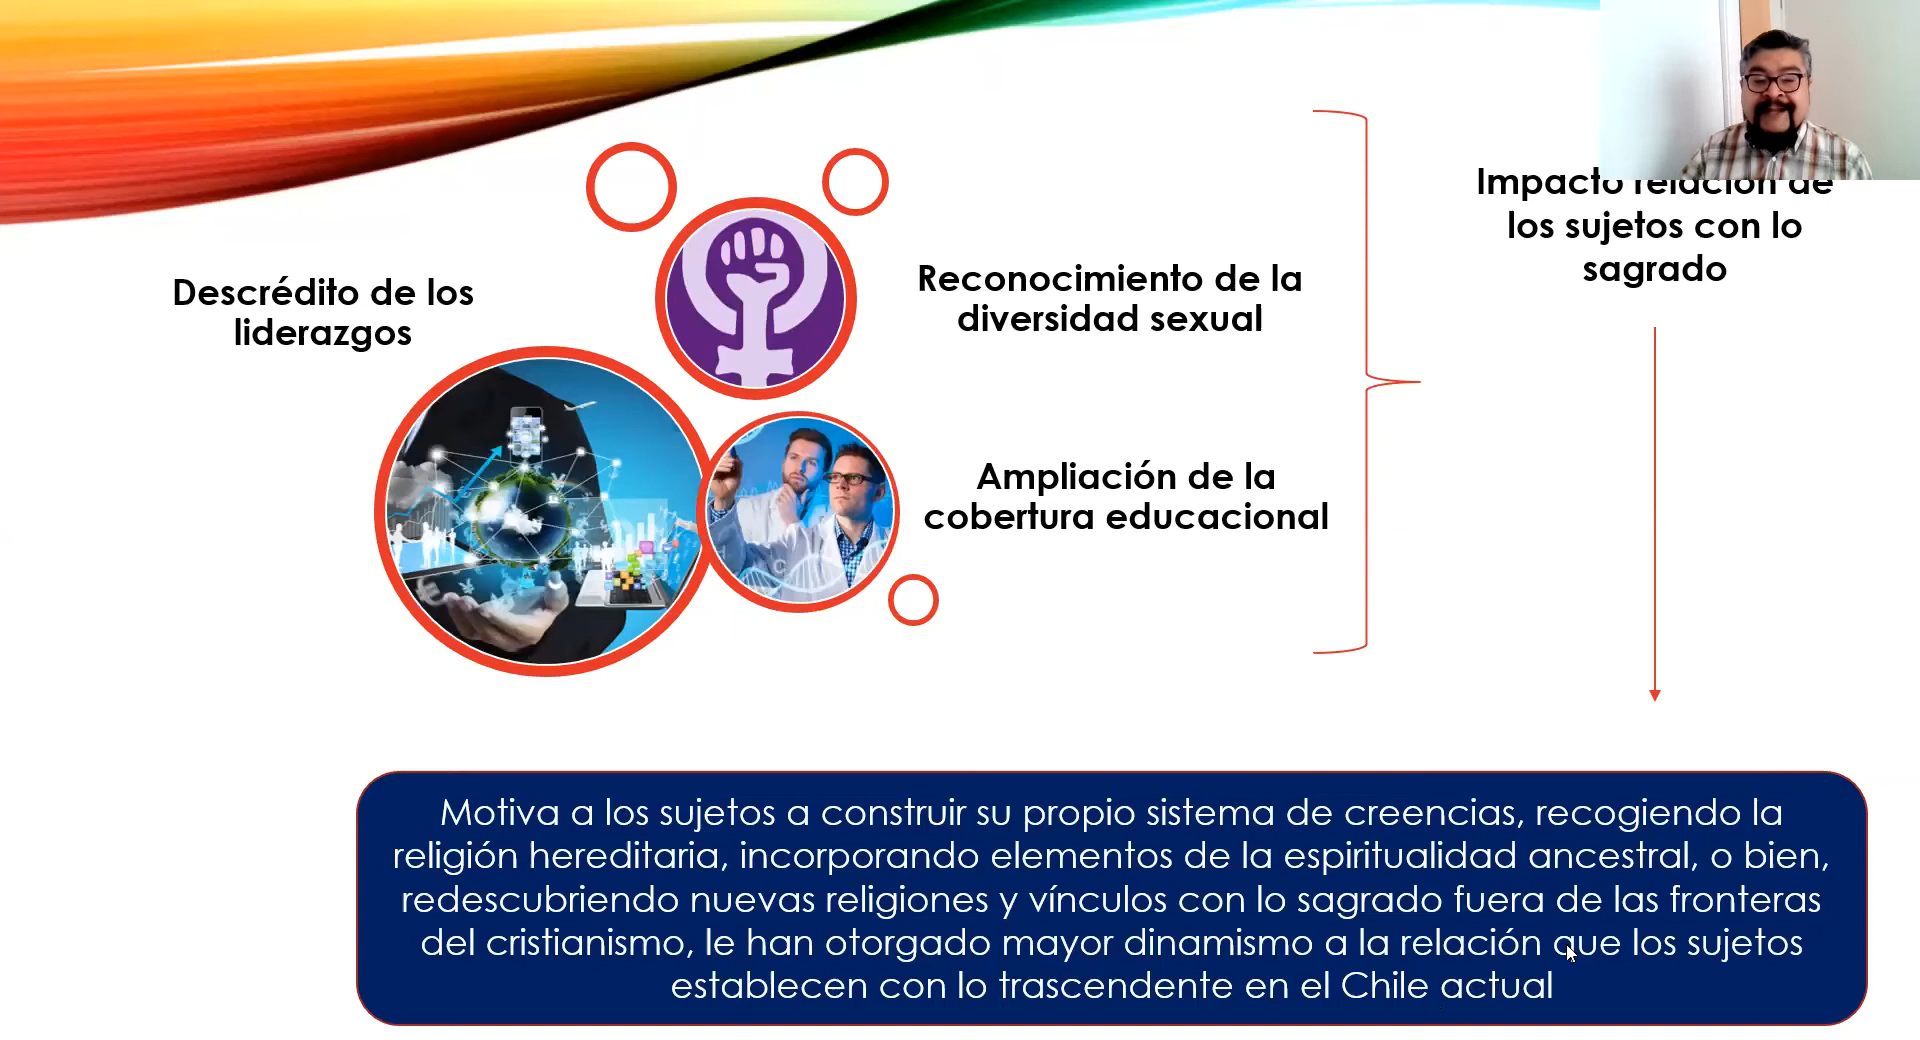 Descrédito de los
liderazgos
Reconocimiento de la
diversidad sexual
Ampliación de la
cobertura educacional
Impacto relación de
los sujetos con lo
sagrado
Motiva a los sujetos a construir su propio sistema de creencias, recogiendo la
religión hereditaria, incorporando elementos de la espiritualidad ancestral, o bien,
redescubriendo nuevas religiones y vínculos con lo sagrado fuera de las fronteras
del cristianismo, le han otorgado mayor dinamismo a la relación que los sujetos
establecen con lo trascendente en el Chile actual